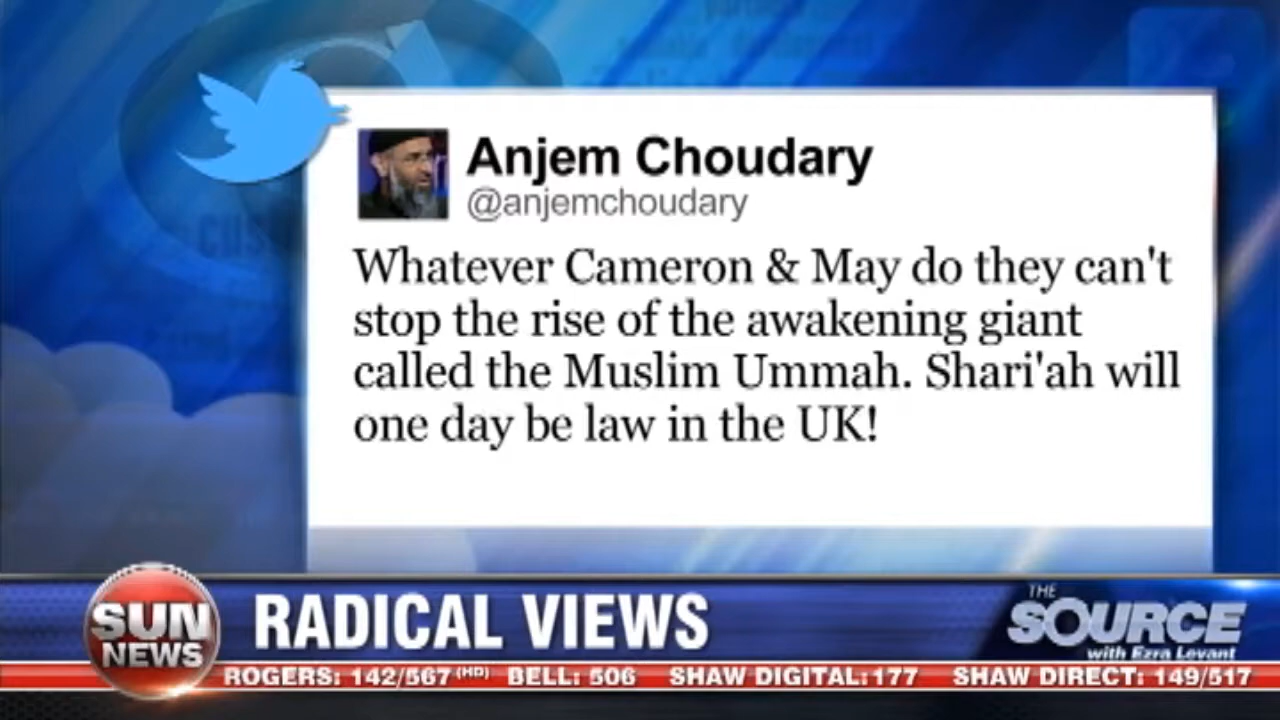 Anjem Choudary
@anjemchoudary
Whatever Cameron & May do they can't
stop the rise of the awakening giant
called the Muslim Ummah. Shari'ah will
one day be law in the UK!
SUN
NEWS
RADICAL VIEWS
THE
SOURCE
with Ezra Levant
ROGERS: 142/567 (HD) BELL: 506 SHAW DIGITAL: 177 SHAW DIRECT: 149/517